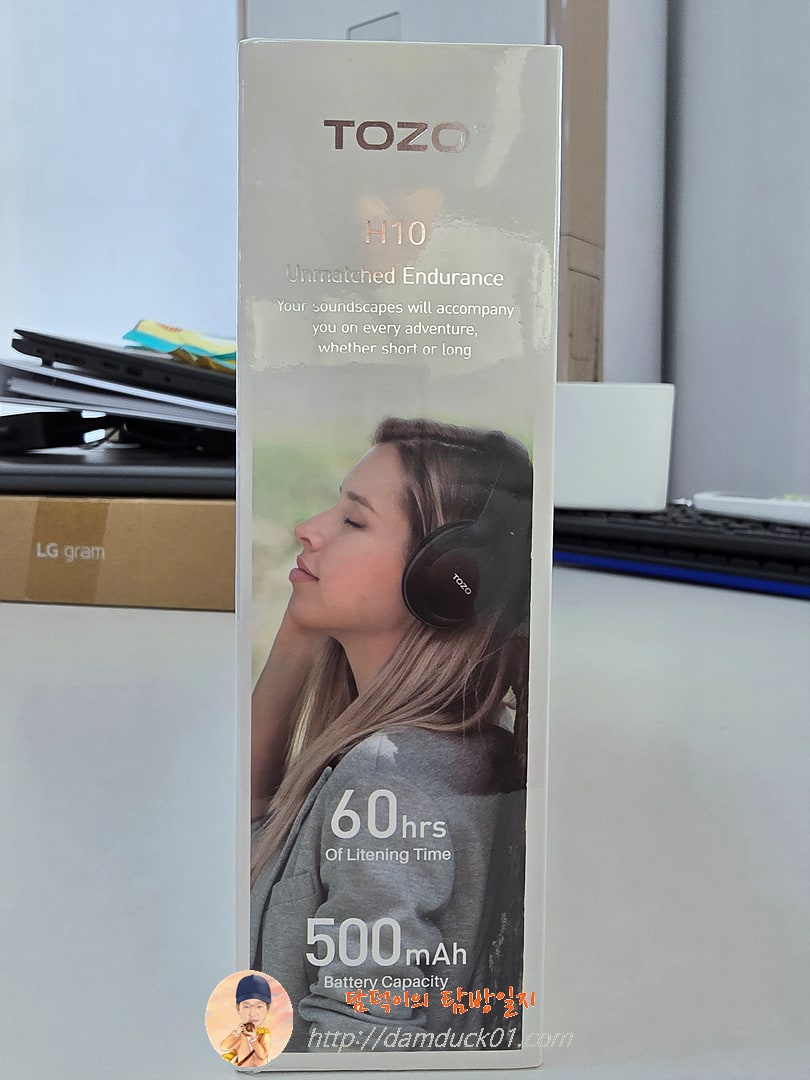 TOZO
H10
Unmatched Endurance
Your soundscapes will accompany
you on every adventure,
whether short or long
LG gram
TOZO
60hrs
Of Litening Time
500mAh
Battery Capacity
담덕이의 탐방일지
http://damduck01.com